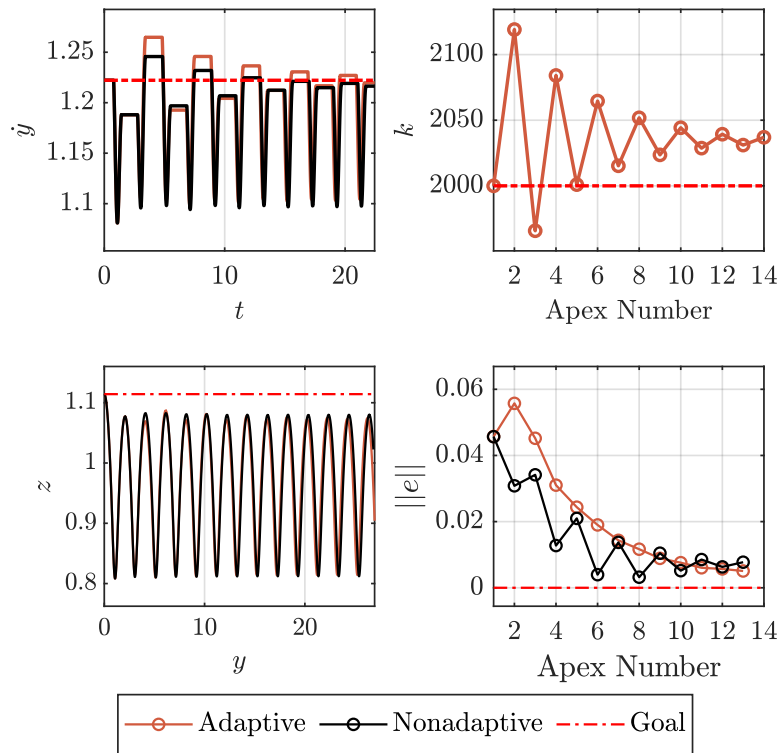 1.25
1.2
1.15
1.1
ẏ
0 10 20
t
2100
2050
2000
k
2 4 6 8 10 12 14
Apex Number
1.1
1
0.9
0.8
z
0 10 20
y
0.06
0.04
0.02
0
||e||
2 4 6 8 10 12 14
Apex Number
Adaptive Nonadaptive Goal